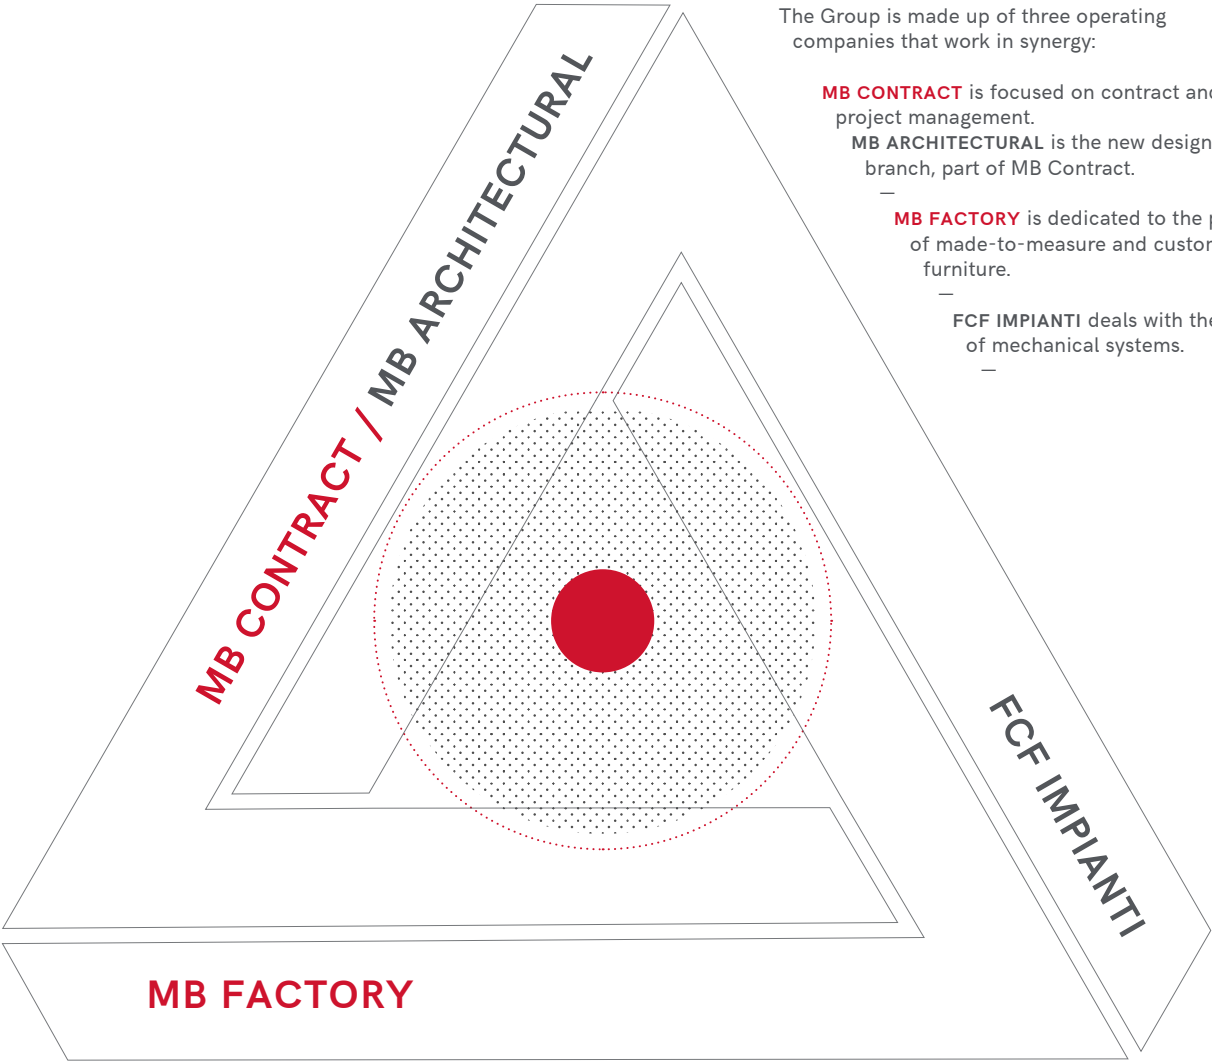 The Group is made up of three operating
companies that work in synergy:
MB CONTRACT is focused on contract and
project management.
MB ARCHITECTURAL is the new design
branch, part of MB Contract.
—
MB FACTORY is dedicated to the
of made-to-measure and
furniture.
—
FCF IMPIANTI deals with the
of mechanical systems.
—
MB CONTRACT / MB ARCHITECTURAL
FCF IMPIANTI
MB FACTORY